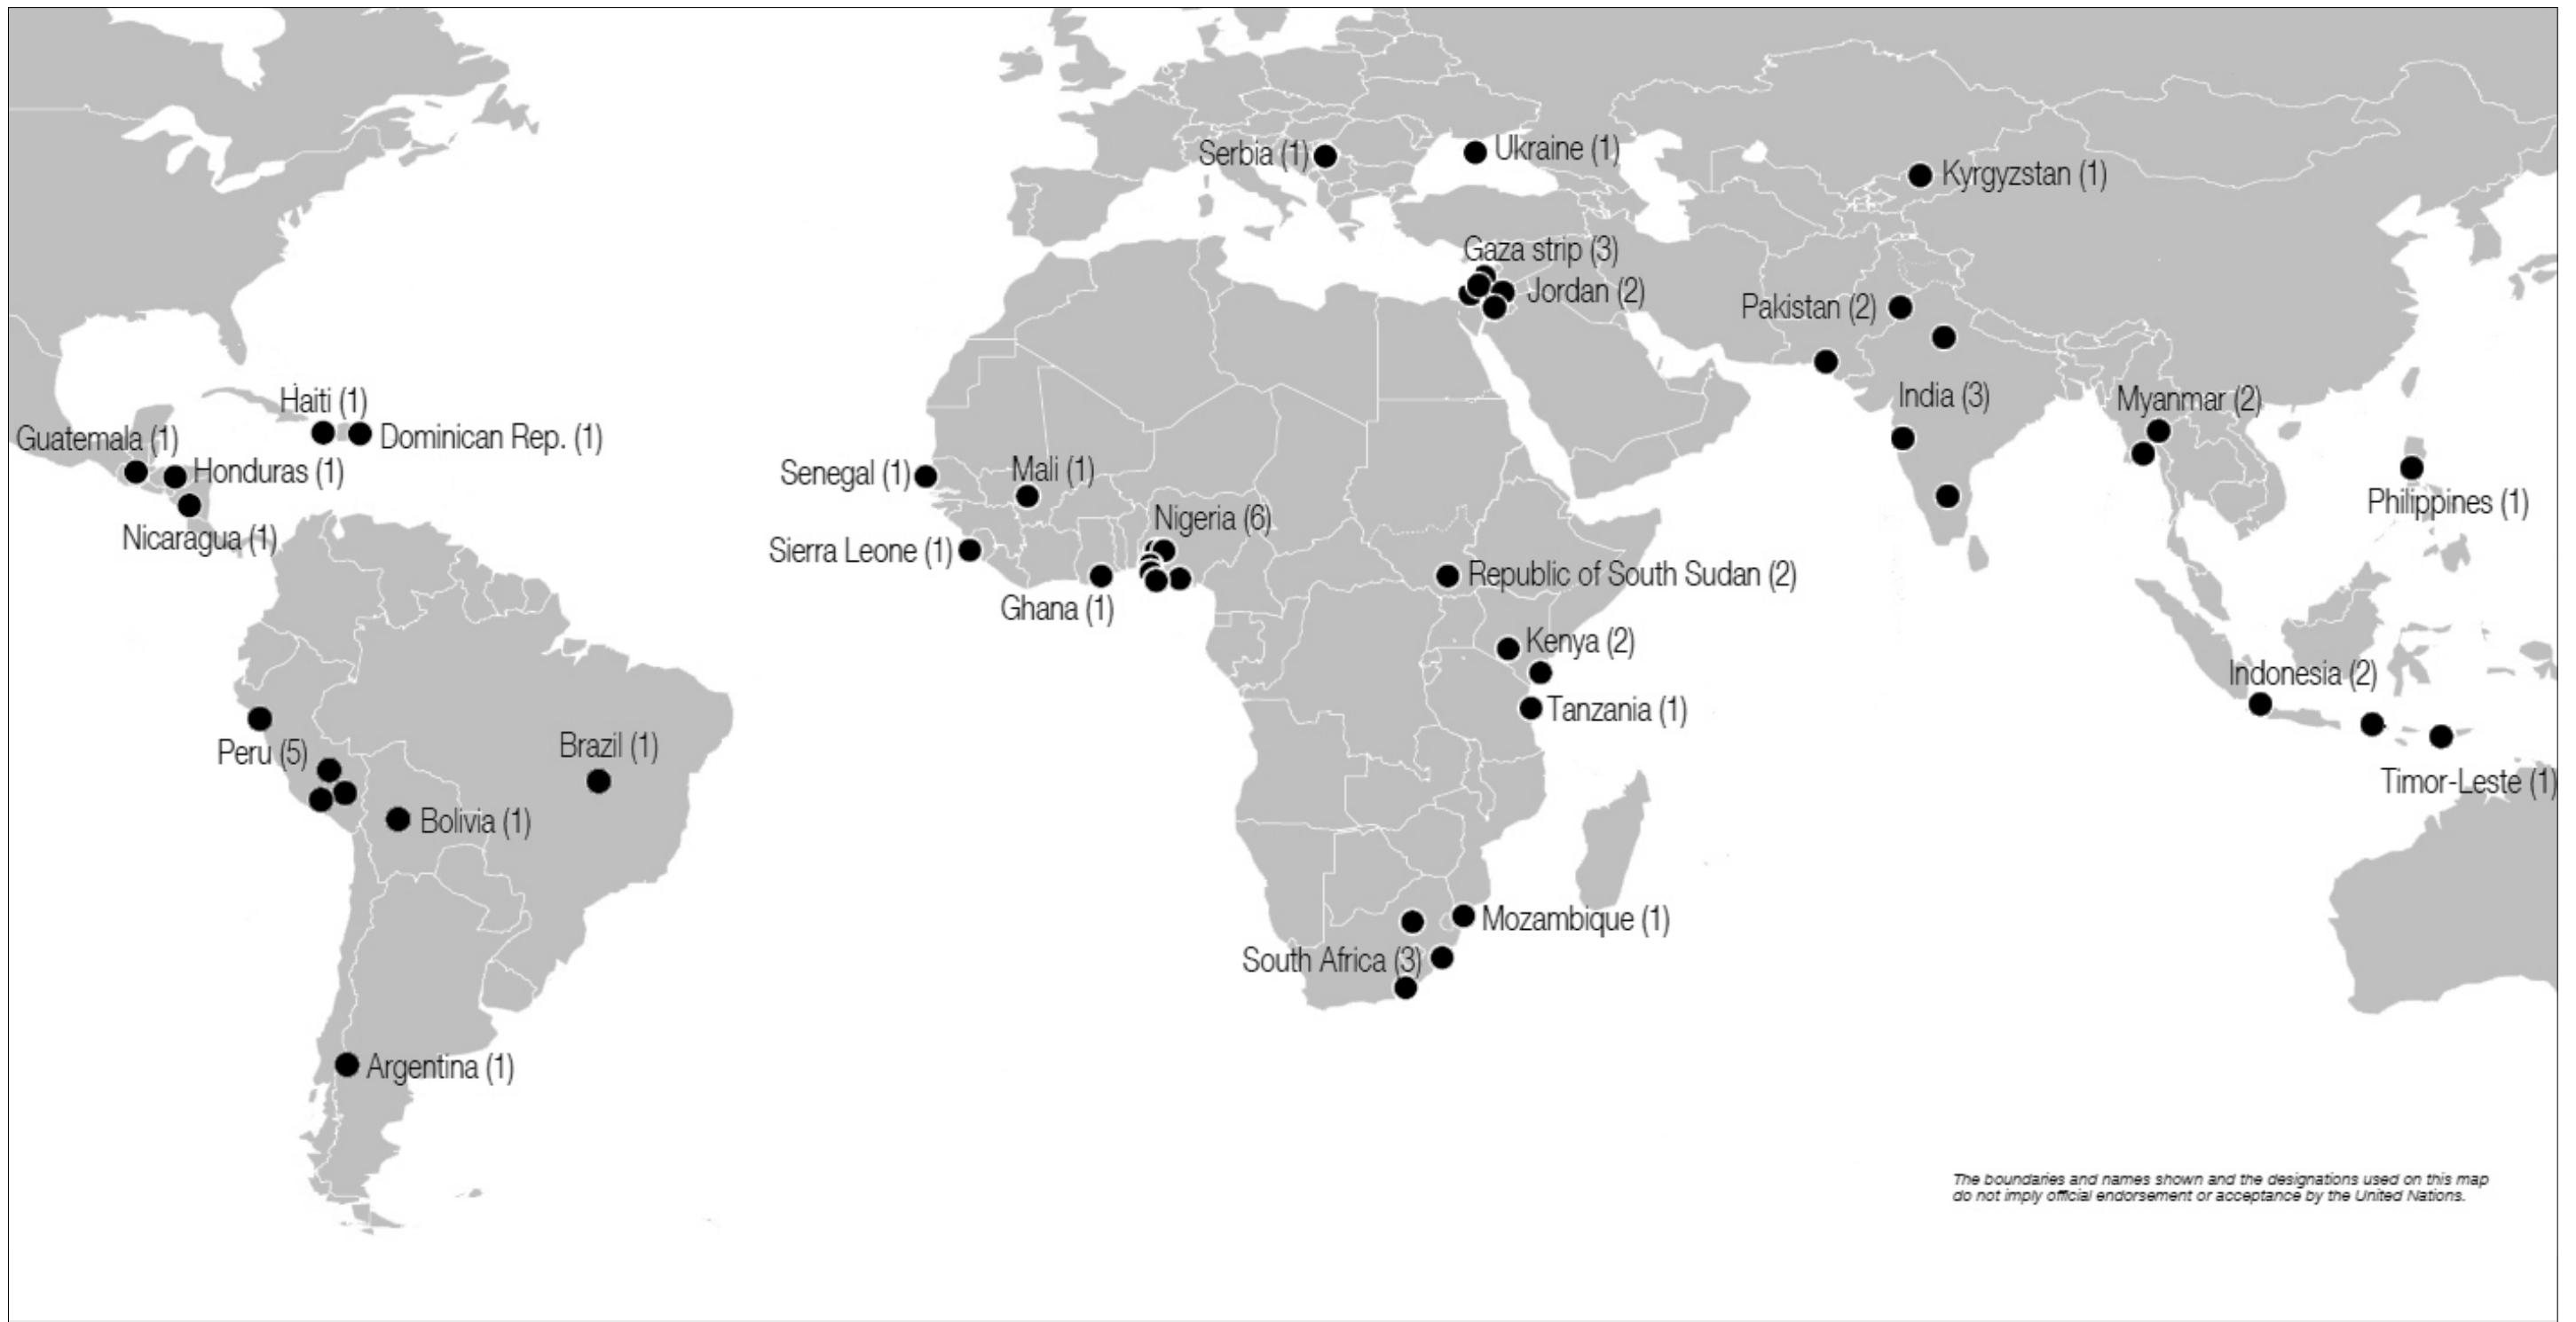 Serbia (1)
Ukraine (1)
Kyrgyzstan (1)
Gaza strip (3)
Jordan (2)
Pakistan (2)
Haiti (1)
India (3)
Myanmar (2)
Guatemala (1)
Dominican Rep. (1)
Honduras (1)
Senegal (1)
Mali (1)
Philippines (1)
Nicaragua (1)
Nigeria (6)
Sierra Leone (1)
Republic of South Sudan (2)
Ghana (1)
Kenya (2)
Indonesia (2)
Tanzania (1)
Peru (5)
Brazil (1)
Timor-Leste (1)
Bolivia (1)
Mozambique (1)
South Africa (3)
Argentina (1)
The boundaries and names shown and the designations used on this map
do not imply official endorsement or acceptance by the United Nations.